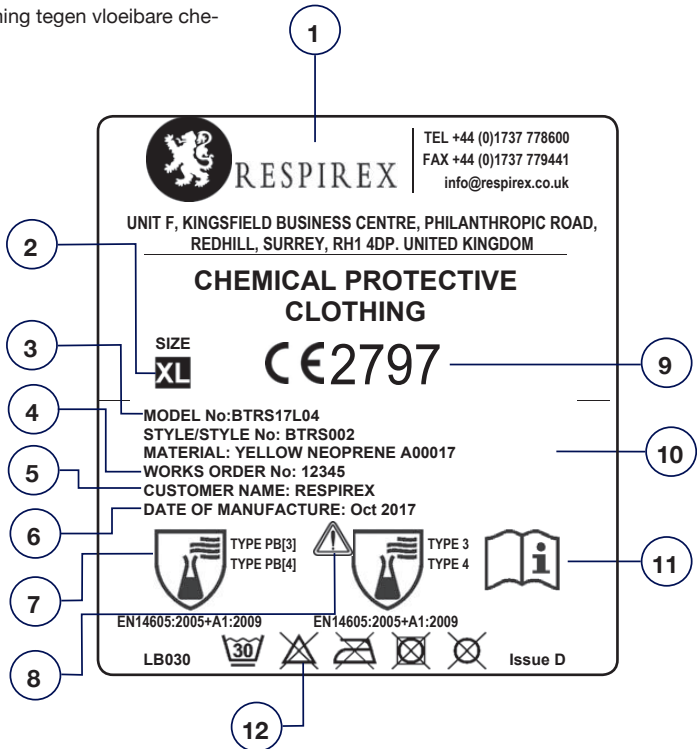 ning tegen vloeibare che-
1
RESPIREX
TEL +44 (0)1737 778600
FAX +44 (0)1737 779441
info@respirex.co.uk
UNIT F, KINGSFIELD BUSINESS CENTRE, PHILANTHROPIC ROAD,
REDHILL, SURREY, RH1 4DP. UNITED KINGDOM
2
CHEMICAL PROTECTIVE
CLOTHING
3
SIZE
XL
CE2797
9
4
MODEL No:BTRS17L04
STYLE/STYLE No: BTRS002
MATERIAL: YELLOW NEOPRENE A00017
10
5
WORKS ORDER No: 12345
CUSTOMER NAME: RESPIREX
6
DATE OF MANUFACTURE: Oct 2017
7
TYPE PB[3]
TYPE PB[4]
TYPE 3
TYPE 4
i
11
EN14605:2005+A1:2009
EN14605:2005+A1:2009
8
LB030
30
Issue D
12